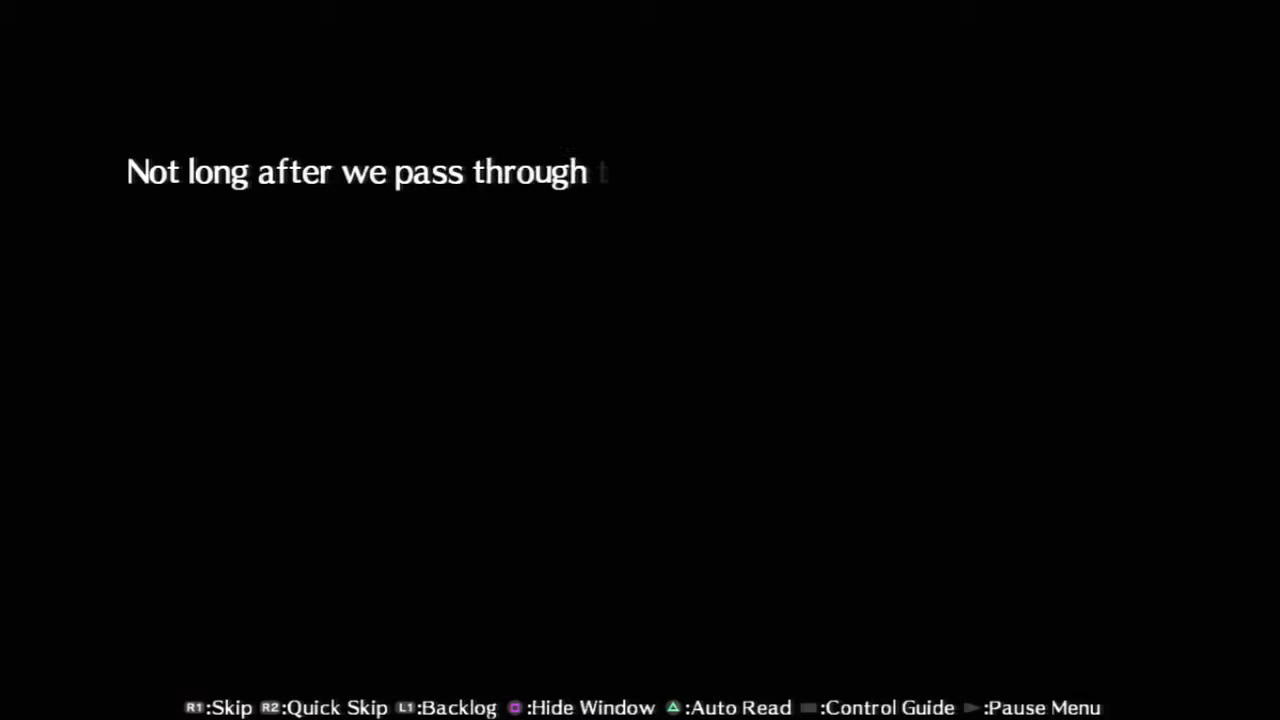 Not long after we pass through t
R1:Skip R2:Quick Skip L1:Backlog :Hide Window :Auto Read :Control Guide :Pause Menu